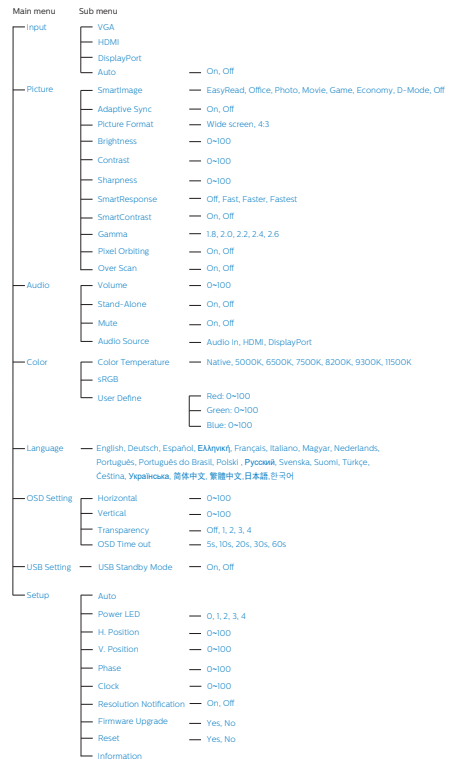 Main menu Sub menu
Input VGA
HDMI
DisplayPort
Auto On, Off
Picture SmartImage EasyRead, Office, Photo, Movie, Game, Economy, D-Mode, Off
Adaptive Sync On, Off
Picture Format Wide screen, 4:3
Brightness 0~100
Contrast 0~100
Sharpness 0~100
SmartResponse Off, Fast, Faster, Fastest
SmartContrast On, Off
Gamma 1.8, 2.0, 2.2, 2.4, 2.6
Pixel Orbiting On, Off
Over Scan On, Off
Audio Volume 0~100
Stand-Alone On, Off
Mute On, Off
Audio Source Audio In, HDMI, DisplayPort
Color Color Temperature Native, 5000K, 6500K, 7500K, 8200K, 9300K, 11500K
sRGB
User Define Red: 0~100
Green: 0~100
Blue: 0~100
Language English, Deutsch, Español, Ελληνική, Français, Italiano, Magyar, Nederlands,
Português, Português do Brasil, Polski , Русский, Svenska, Suomi, Türkçe,
Čeština, Українська, 简体中文, 繁體中文,日本語,한국어
OSD Setting Horizontal 0~100
Vertical 0~100
Transparency Off, 1, 2, 3, 4
OSD Time out 5s, 10s, 20s, 30s, 60s
USB Setting USB Standby Mode On, Off
Setup Auto
Power LED 0, 1, 2, 3, 4
H. Position 0~100
V. Position 0~100
Phase 0~100
Clock 0~100
Resolution Notification On, Off
Firmware Upgrade Yes, No
Reset Yes, No
Information